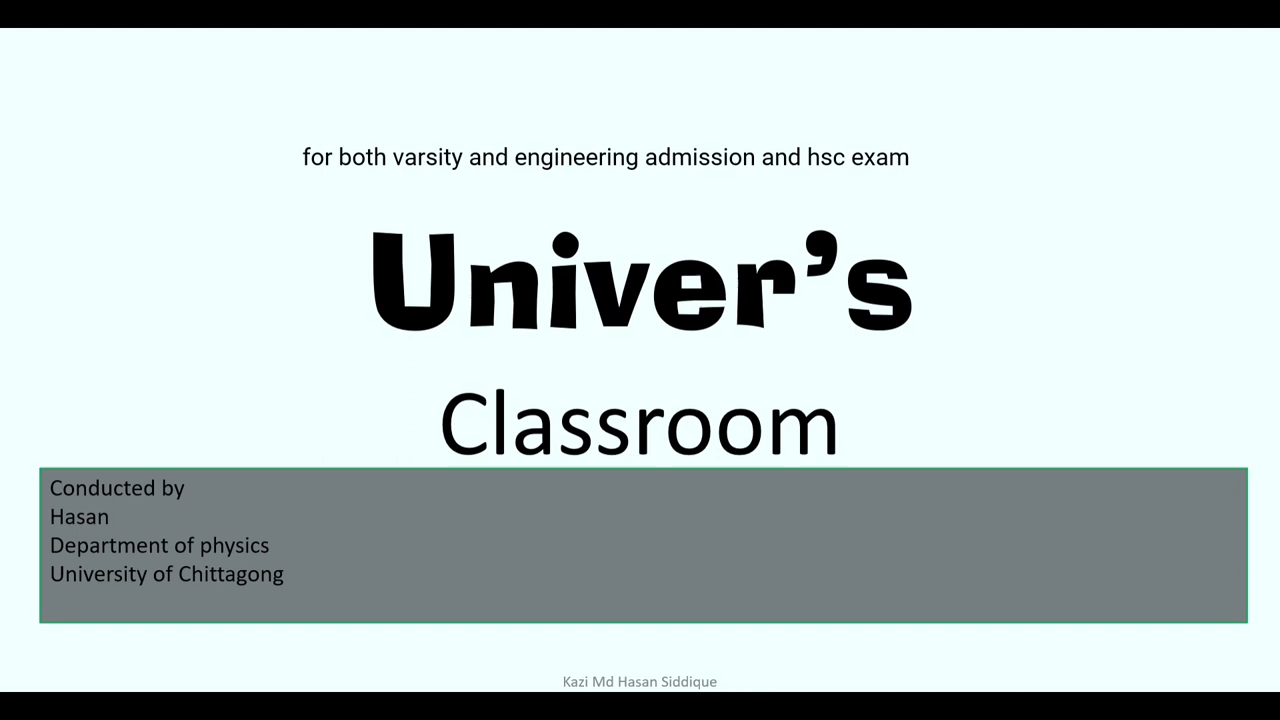 for both varsity and engineering admission and hsc exam
Univer’s
Classroom
Conducted by
Hasan
Department of physics
University of Chittagong
Kazi Md Hasan Siddique